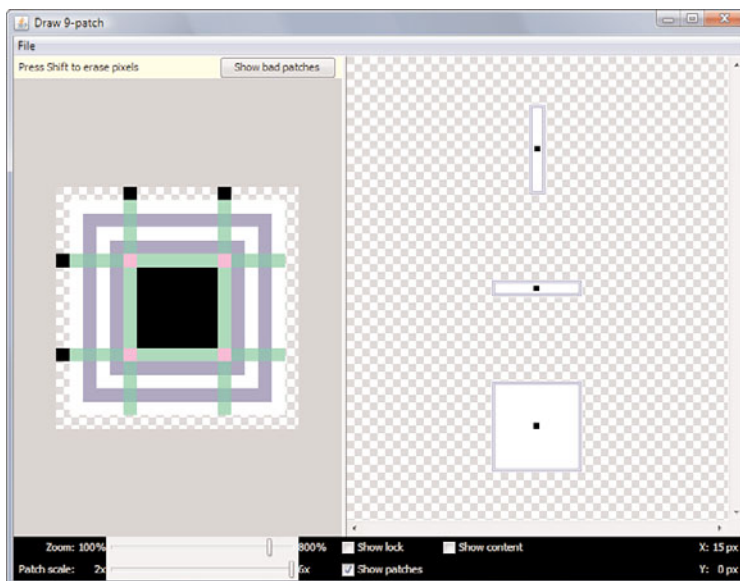 Draw 9-patch
File
Press Shift to erase pixels
Show bad patches
Zoom: 100% 800% Show lock Show content X: 15 px
Patch scale: 2x 6x Show patches Y: 0 px